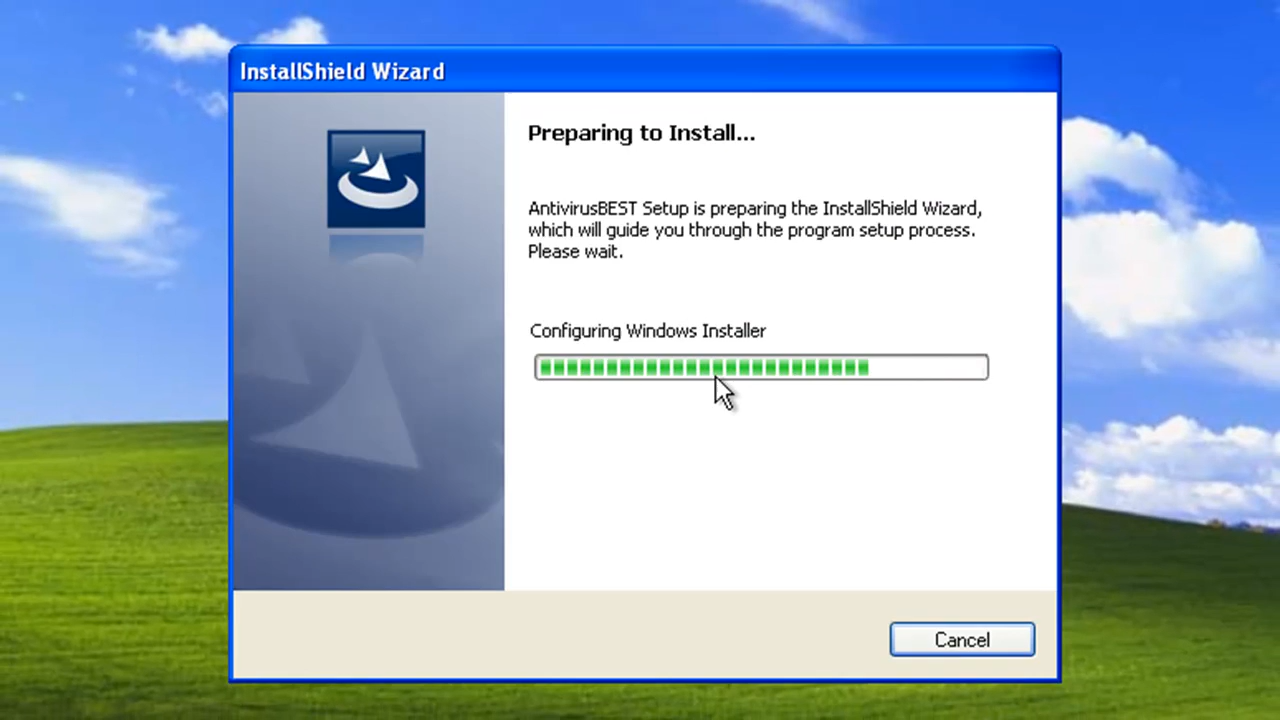 InstallShield Wizard
Preparing to Install...
AntivirusBEST Setup is preparing the InstallShield Wizard,
which will guide you through the program setup process.
Please wait.
Configuring Windows Installer
Cancel